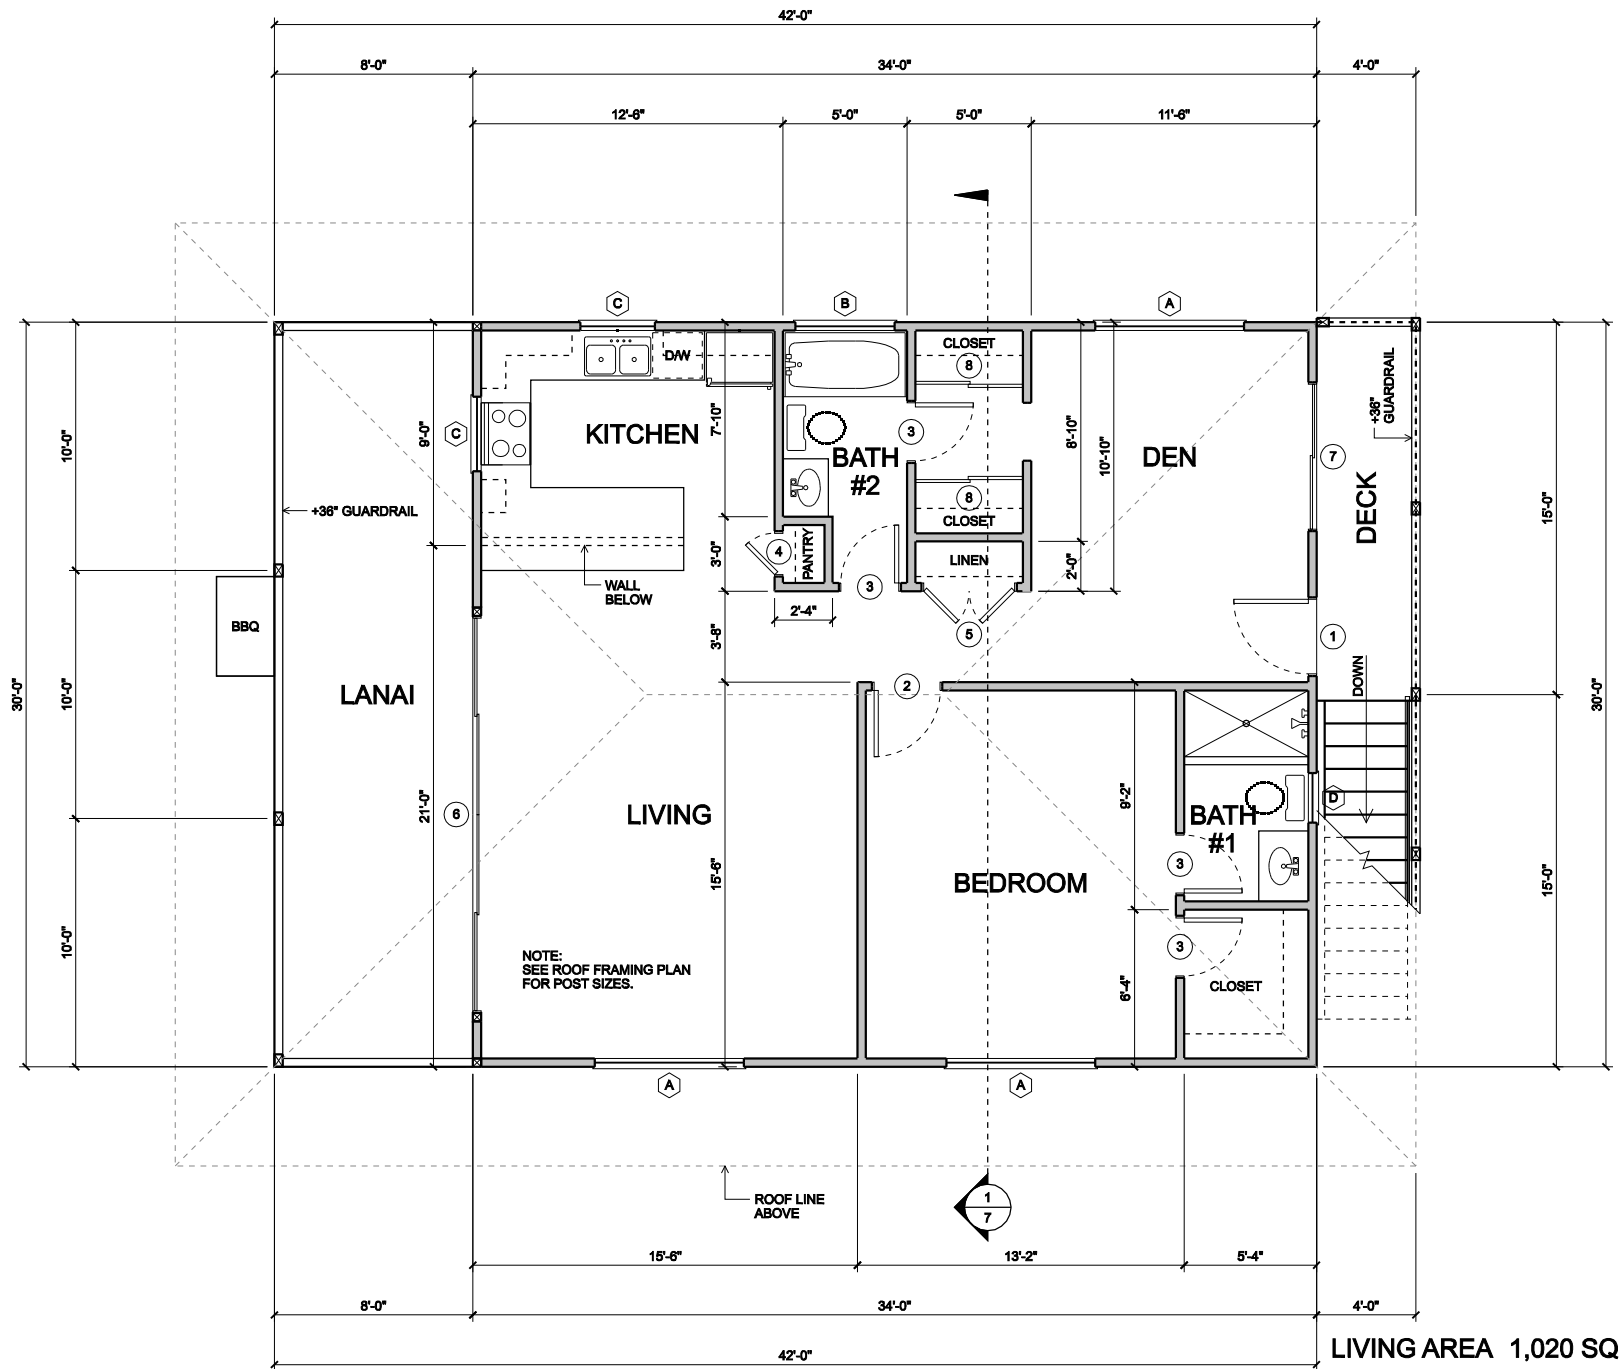 42'-0"
8'-0"
34'-0"
4'-0"
12'-6"
5'-0"
5'-0"
11'-6"
C
B
A
CLOSET
8
D/W
+36"
GUARDRAIL
KITCHEN
7'-10"
C
9'-0"
10'-0"
3
BATH
#2
8'-10"
10'-10"
DEN
7
DECK
8
CLOSET
15'-0"
+36" GUARDRAIL
4
PANTRY
3'-0"
LINEN
2'-0"
WALL
BELOW
3
2'-4"
BBQ
5
3'-8"
1
DOWN
2
LANAI
30'-0"
10'-0"
30'-0"
21'-0"
6
LIVING
9'-2"
BATH
#1
D
3
15'-6"
BEDROOM
15'-0"
10'-0"
3
NOTE:
SEE ROOF FRAMING PLAN
FOR POST SIZES.
6'-4"
CLOSET
A
A
ROOF LINE
ABOVE
1
7
15'-6"
13'-2"
5'-4"
8'-0"
34'-0"
4'-0"
42'-0"
LIVING AREA 1,020 SQ